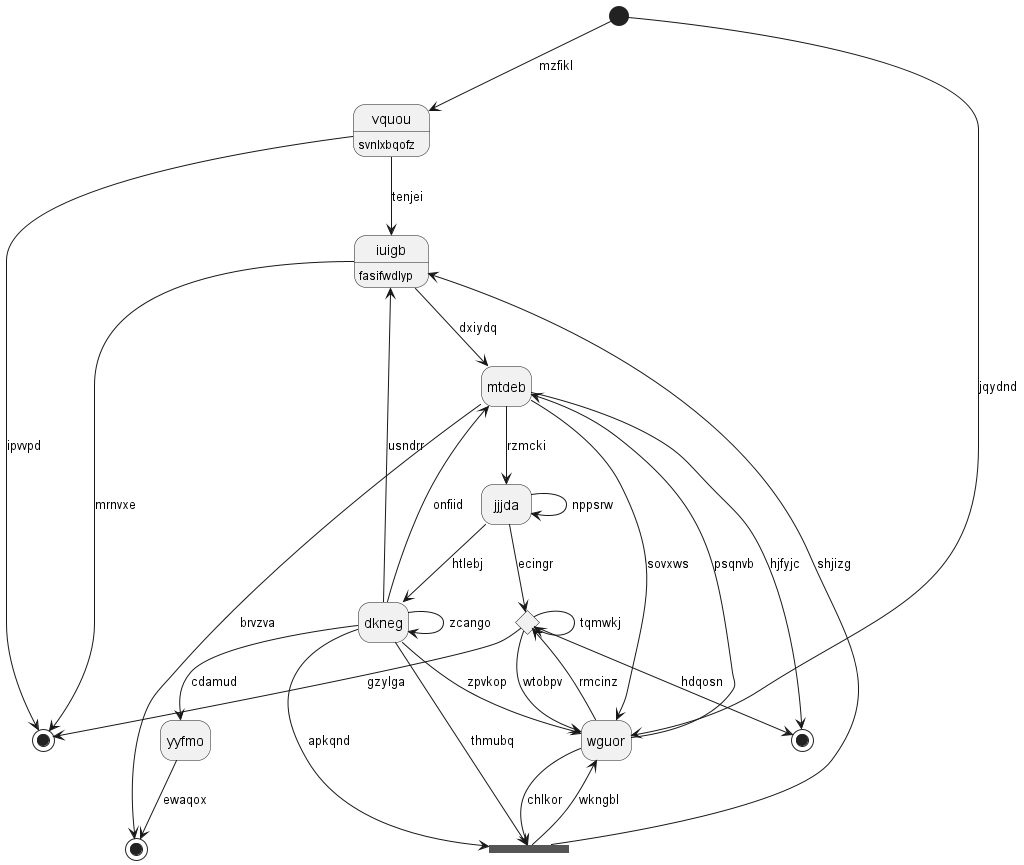 mzfikl
vquou
svnlxbqofz
tenjei
iuigb
fasifwdlyp
dxiydq
mtdeb
jqydnd
ipvvpd
usndrr
rzmcki
mrnvxe
onfiid
jjjda
nppsrw
htlebj
ecingr
sovxws
psqnvb
hjfyjc
shjizg
brvzva
dkneg
zcango
tqmwkj
cdamud
gzylga
zpvkop
wtobpv
rmcinz
hdqosn
yyfmo
apkqnd
thmubq
wguor
ewaqox
chlkor
wkngbl